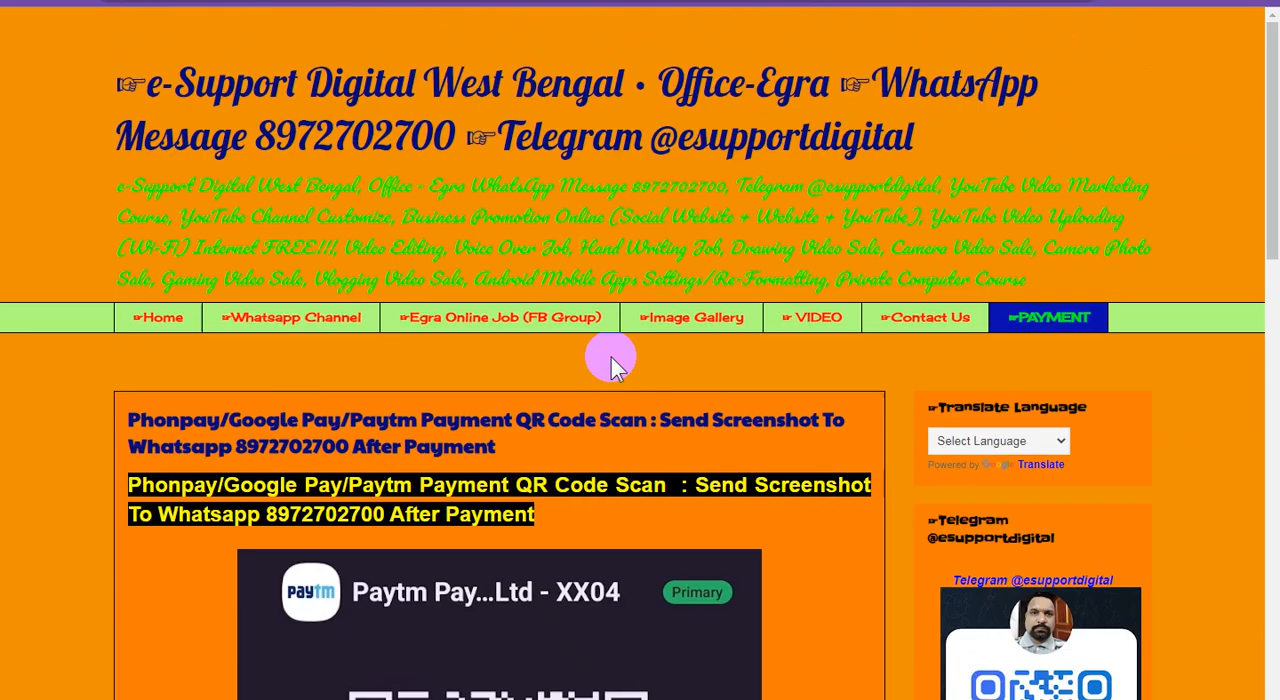 ☞e-Support Digital West Bengal • Office-Egra ☞WhatsApp
Message 8972702700 ☞Telegram @esupportdigital
e-Support Digital West Bengal, Office - Egra WhatsApp Message 8972702700, Telegram @esupportdigital, YouTube Video Marketing
Course, YouTube Channel Customize, Business Promotion Online (Social Website + Website + YouTube), YouTube Video Uploading
(Wi-Fi) Internet FREE!!!, Video Editing, Voice Over Job, Hand Writing Job, Drawing Video Sale, Camera Video Sale, Camera Photo
Sale, Gaming Video Sale, Vlogging Video Sale, Android Mobile Apps Settings/Re-Formatting, Private Computer Course
☞Home ☞Whatsapp Channel ☞Egra Online Job (FB Group) ☞Image Gallery ☞ VIDEO ☞Contact Us ☞PAYMENT
Phonpay/Google Pay/Paytm Payment QR Code Scan : Send Screenshot To
Whatsapp 8972702700 After Payment
Phonpay/Google Pay/Paytm Payment QR Code Scan : Send Screenshot
To Whatsapp 8972702700 After Payment
paytm Paytm Pay...Ltd - XX04 Primary
☞Translate Language
Select Language
Powered by Google Translate
☞Telegram
@esupportdigital
Telegram @esupportdigital